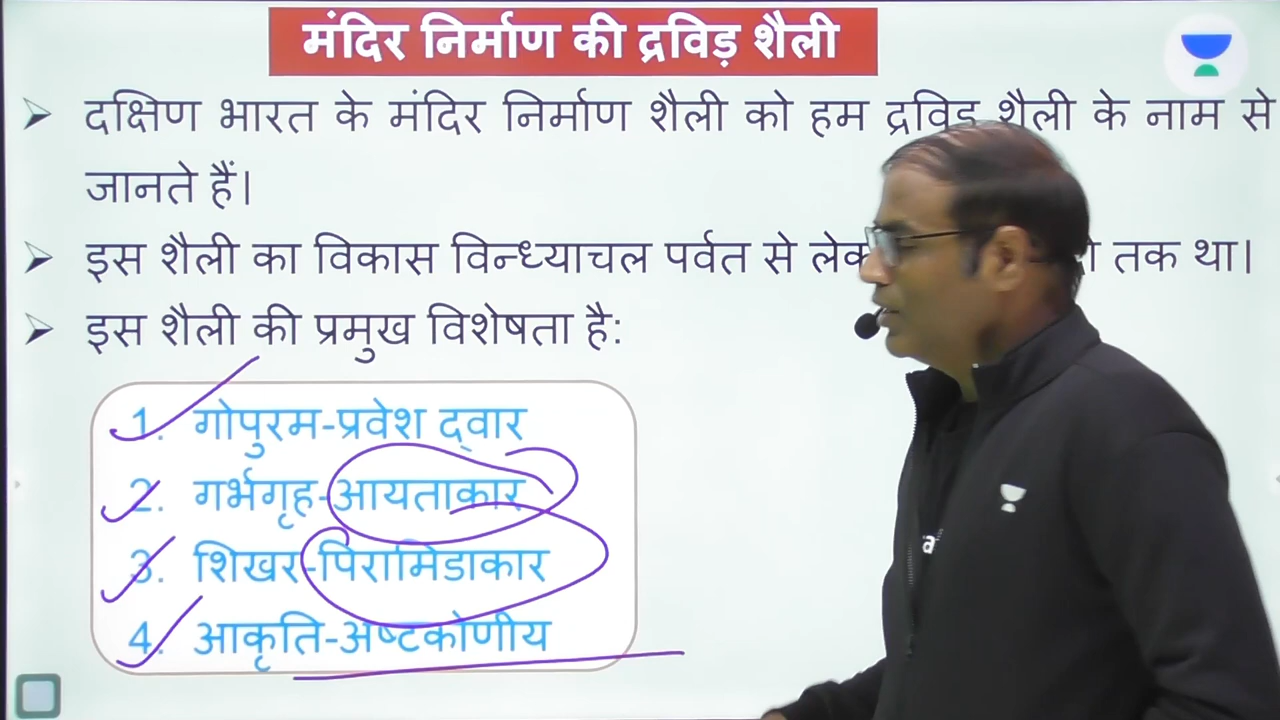 मंदिर निर्माण की द्रविड़ शैली
दक्षिण भारत के मंदिर निर्माण शैली को हम द्रविड़ शैली के नाम से
जानते हैं।
इस शैली का विकास विन्ध्याचल पर्वत से तक था।
इस शैली की प्रमुख विशेषता है:
1. गोपुरम-प्रवेश द्वार
2. गर्भगृह-आयताकार
3. शिखर-पिरामिडाकार
4. आकृति-अष्टकोणीय